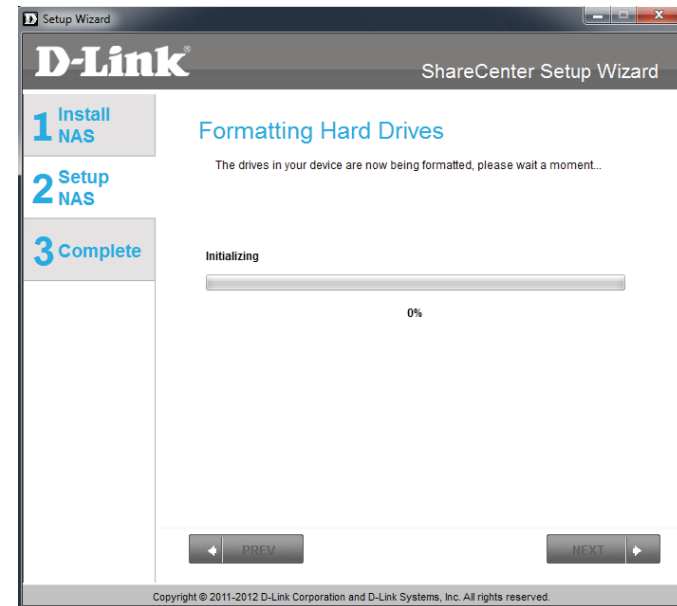 Setup Wizard
D-Link®
ShareCenter Setup Wizard
1 Install
NAS
2 Setup
NAS
3 Complete
Formatting Hard Drives
The drives in your device are now being formatted, please wait a moment...
Initializing
0%
PREV
NEXT
Copyright © 2011-2012 D-Link Corporation and D-Link Systems, Inc. All rights reserved.